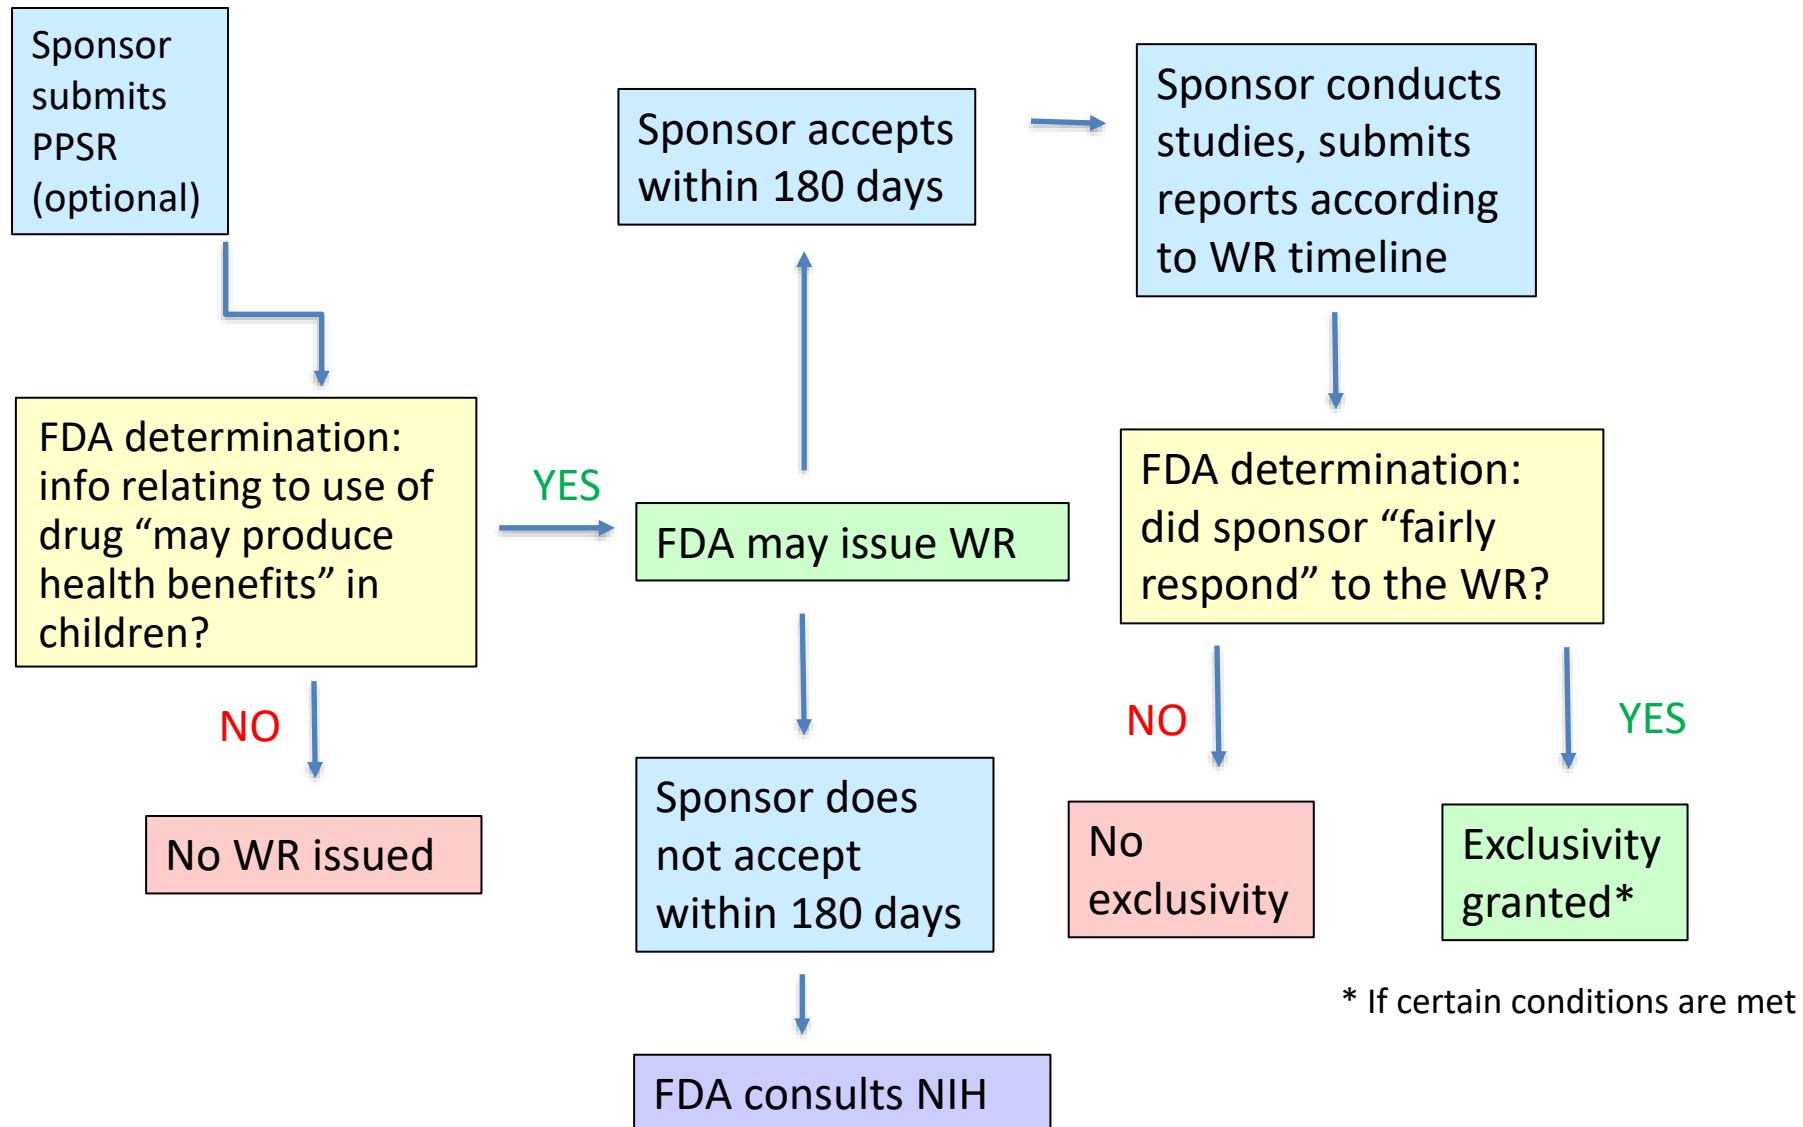 Sponsor
submits
PPSR
(optional)
FDA determination:
info relating to use of
drug “may produce
health benefits” in
children?
NO
No WR issued
YES
FDA may issue WR
Sponsor accepts
within 180 days
Sponsor does
not accept
within 180 days
FDA consults NIH
Sponsor conducts
studies, submits
reports according
to WR timeline
FDA determination:
did sponsor “fairly
respond” to the WR?
NO
No
exclusivity
YES
Exclusivity
granted*
* If certain conditions are met